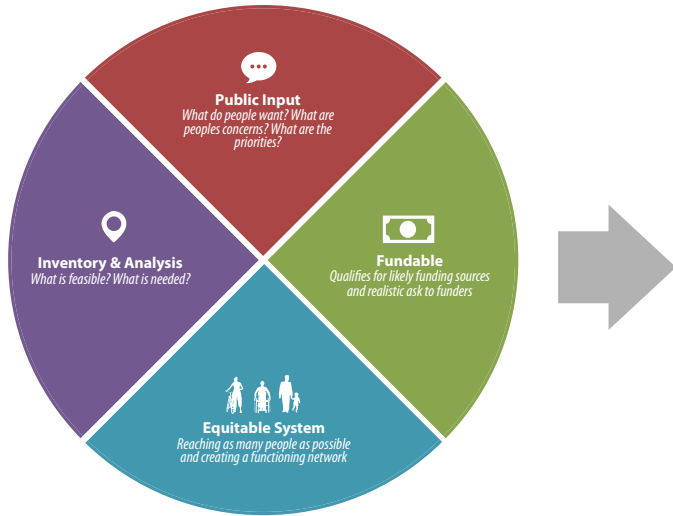 Public Input
What do people want? What are
peoples concerns? What are the
priorities?
Inventory & Analysis
What is feasible? What is needed?
Fundable
Qualifies for likely funding sources
and realistic ask to funders
Equitable System
Reaching as many people as possible
and creating a functioning network